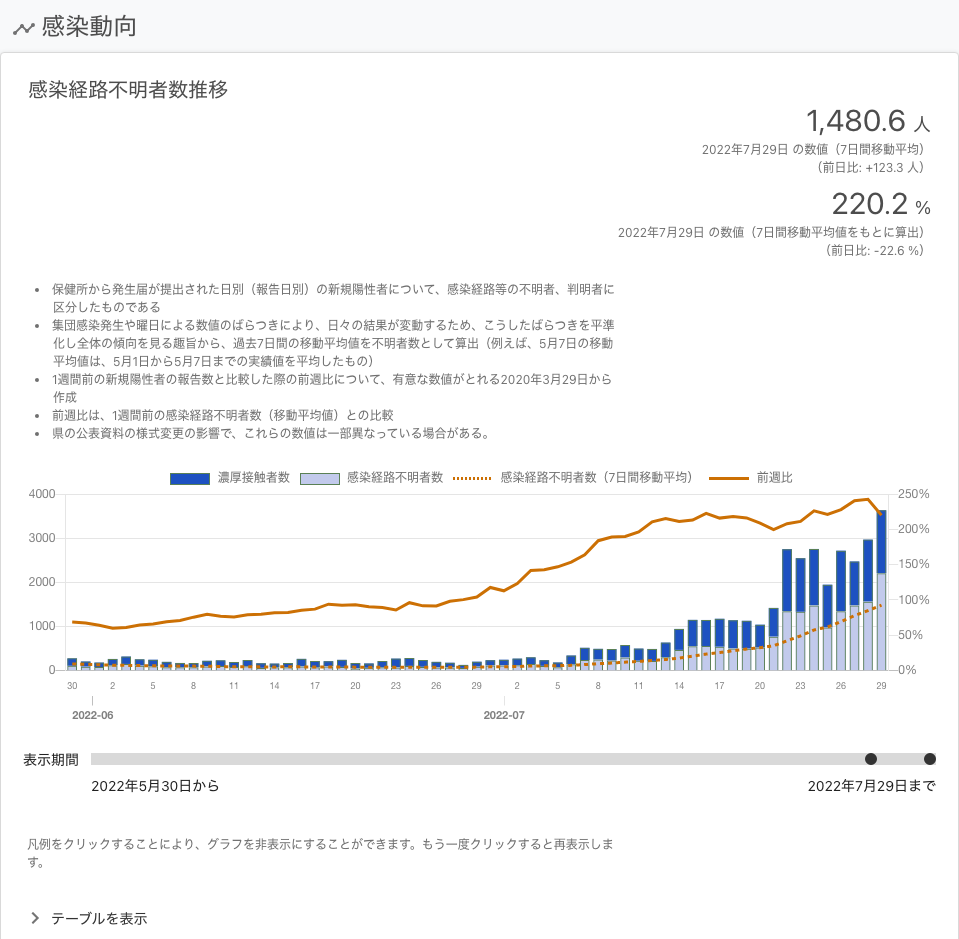 感染動向
感染経路不明者数推移
1,480.6 人
2022年7月29日 の数値（7日間移動平均）
（前日比: +123.3 人）
220.2 %
2022年7月29日 の数値（7日間移動平均値をもとに算出）
（前日比: -22.6 %）
• 保健所から発生届が提出された日別（報告日別）の新規陽性者について、感染経路等の不明者、判明者に
区分したものである
• 集団感染発生や曜日による数値のばらつきにより、日々の結果が変動するため、こうしたばらつきを平準
化し全体の傾向を見る趣旨から、過去7日間の移動平均値を不明者数として算出（例えば、5月7日の移動
平均値は、5月1日から5月7日までの実績値を平均したもの）
• 1週間前の新規陽性者の報告数と比較した際の前週比について、有意な数値がとれる2020年3月29日から
作成
• 前週比は、1週間前の感染経路不明者数（移動平均値）との比較
• 県の公表資料の様式変更の影響で、これらの数値は一部異なっている場合がある。
濃厚接触者数 感染経路不明者数 感染経路不明者数（7日間移動平均） 前週比
4000 250%
200%
3000
150%
2000
100%
1000
50%
0 0%
30 2 5 8 11 14 17 20 23 26 29 2 5 8 11 14 17 20 23 26 29
2022-06 2022-07
表示期間
2022年5月30日から 2022年7月29日まで
凡例をクリックすることにより、グラフを非表示にすることができます。もう一度クリックすると再表示しま
す。
テーブルを表示